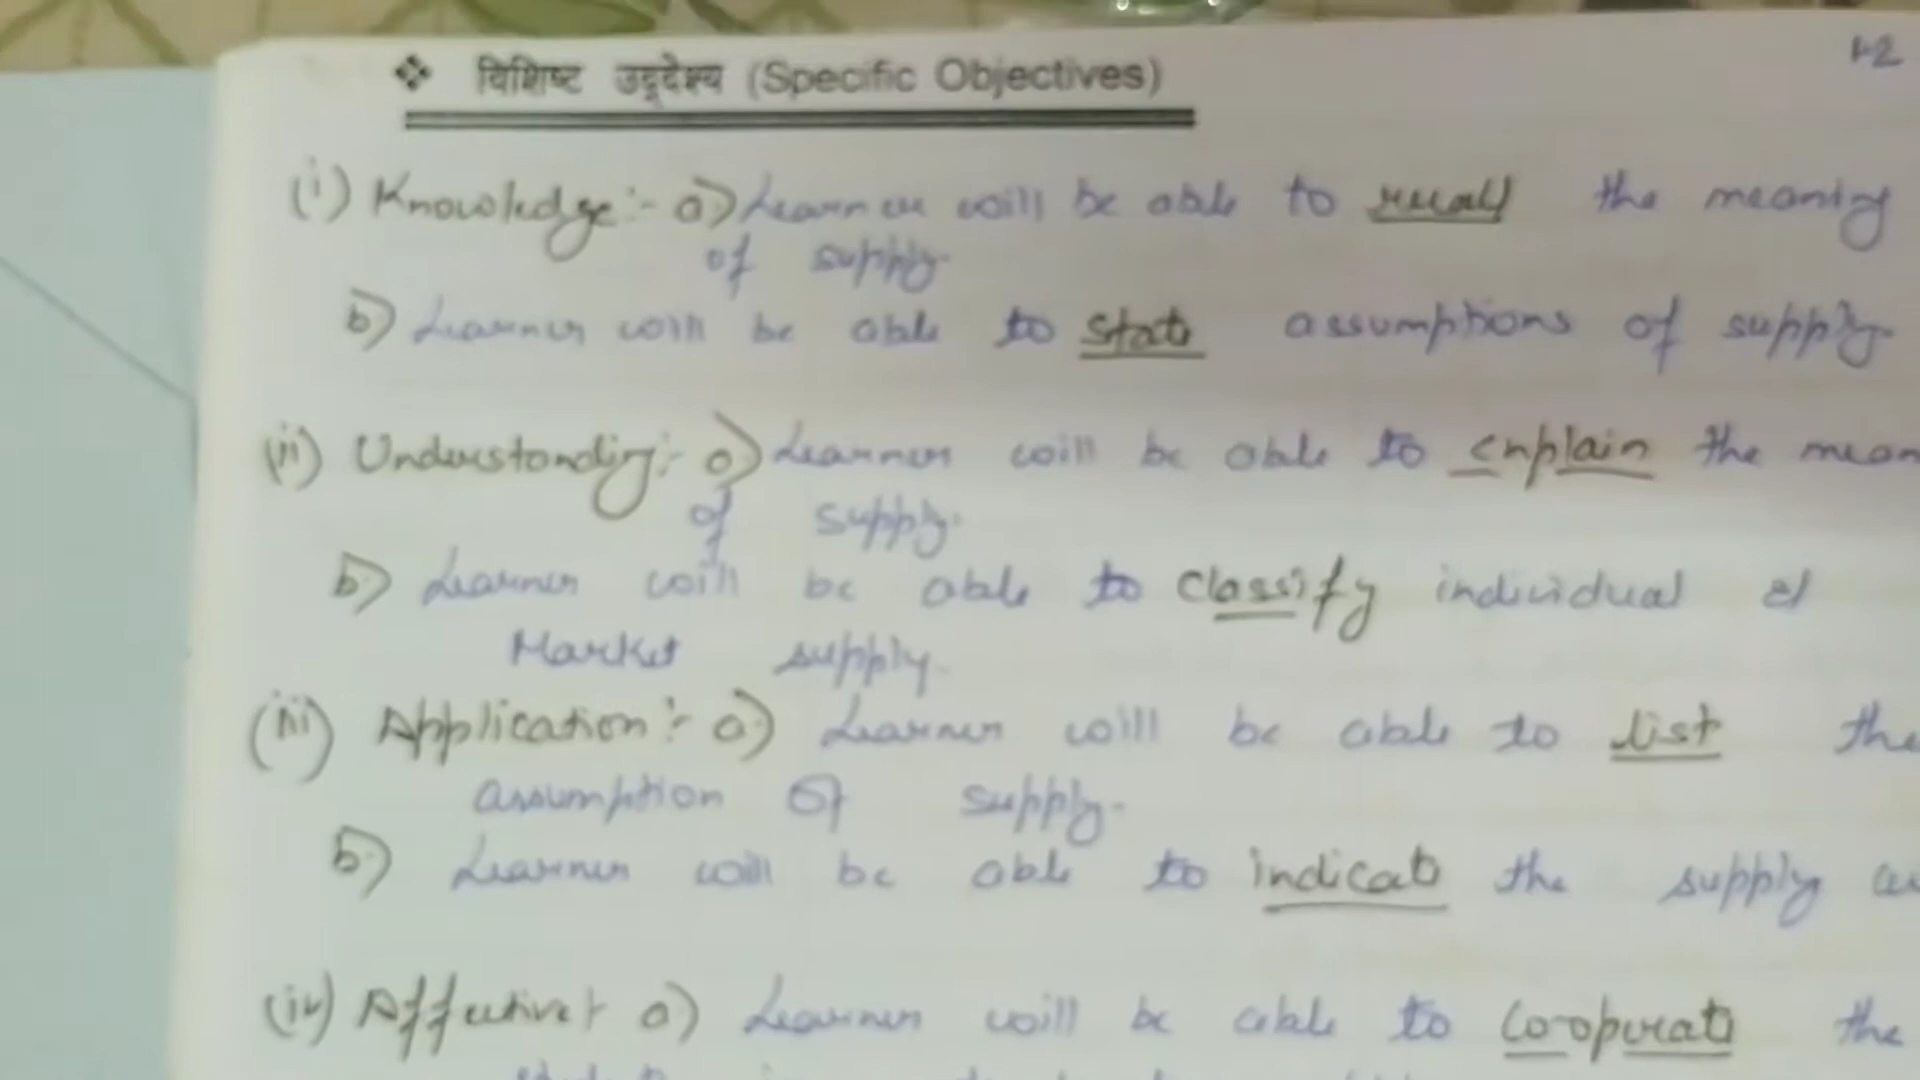 ❖ विशिष्ट उद्देश्य (Specific Objectives)
(i) Knowledge :- a) Learner will be able to recall the meaning
of supply
b) Learner will be able to state assumptions of supply
(ii) Understanding :- a) Learner will be able to explain the mean
of supply.
b) Learner will be able to classify individual &
Market supply.
(iii) Application :- a) Learner will be able to list the
assumption of supply.
b) Learner will be able to indicate the supply cu
(iv) Affective :- a) Learner will be able to co-operate the